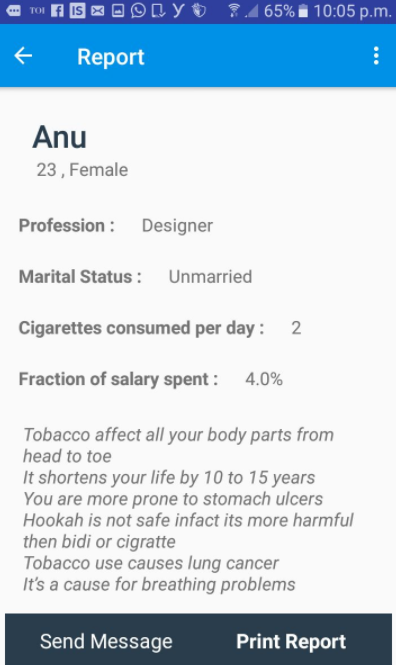 TOI
65% 10:05 p.m.
Report
Anu
23 , Female
Profession : Designer
Marital Status : Unmarried
Cigarettes consumed per day : 2
Fraction of salary spent : 4.0%
Tobacco affect all your body parts from
head to toe
It shortens your life by 10 to 15 years
You are more prone to stomach ulcers
Hookah is not safe infact its more harmful
then bidi or cigratte
Tobacco use causes lung cancer
It's a cause for breathing problems
Send Message Print Report